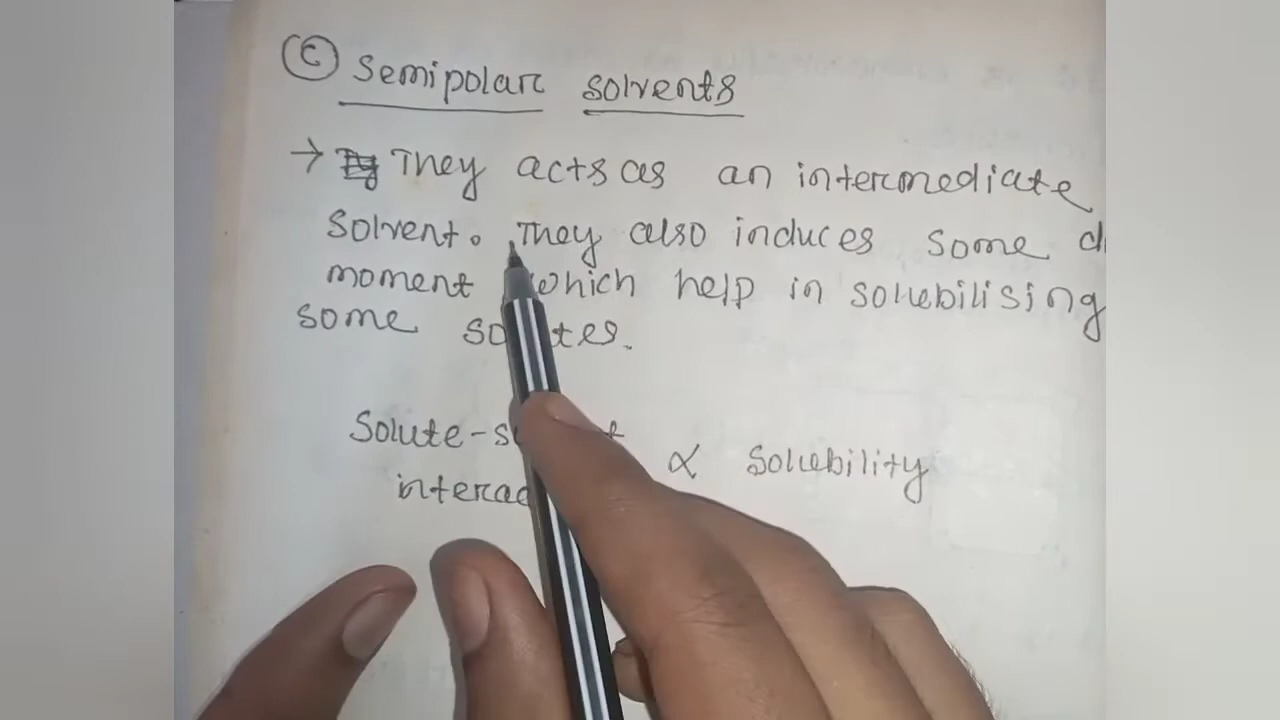 C Semipolar solvents
→ They acts as an intermediate
solvent. They also induces some
moment which help in solubilising
some solutes.
Solute- ∝ Solubility